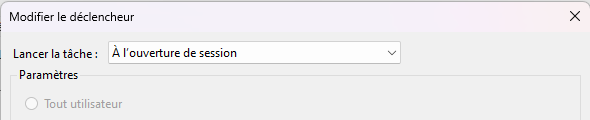 Modifier le déclencheur
Lancer la tâche : À l'ouverture de session
Paramètres
Tout utilisateur